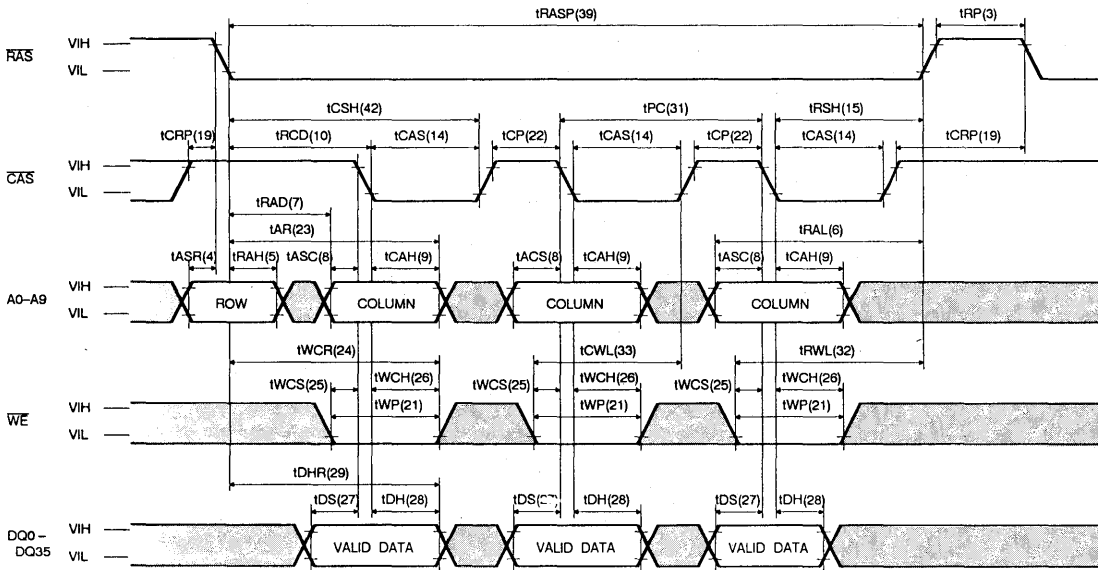 tRASP(39) tRP(3)
RAS VIH
VIL
tCSH(42) tPC(31) tRSH(15)
tCRP(19) tRCD(10) tCAS(14) tCP(22) tCAS(14) tCP(22) tCAS(14) tCRP(19)
CAS VIH
VIL
tRAD(7)
tAR(23) tRAL(6)
tASR(4) tRAH(5) tASC(8) tCAH(9) tACS(8) tCAH(9) tASC(8) tCAH(9)
A0–A9 VIH
VIL
ROW COLUMN COLUMN COLUMN
tWCR(24) tCWL(33) tRWL(32)
tWCS(25) tWCH(26) tWCS(25) tWCH(26) tWCS(25) tWCH(26)
tWP(21) tWP(21) tWP(21)
WE VIH
VIL
tDHR(29)
tDS(27) tDH(28) tDH(28) tDS(27) tDH(28)
DQ0 – VIH
DQ35 VIL
VALID DATA VALID DATA VALID DATA